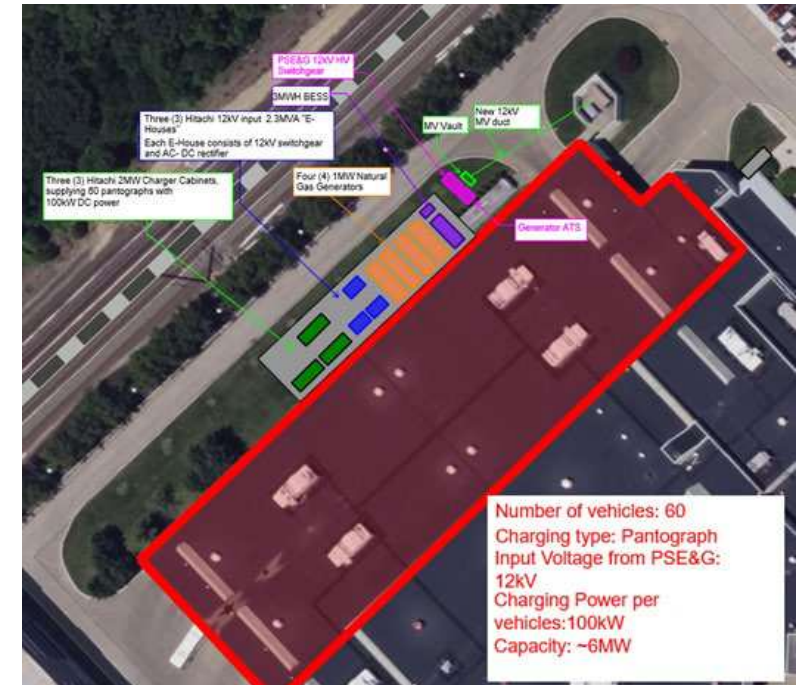 PSE&G 12kV HV
Switchgear
3MWH BESS
Three (3) Hitachi 12kV input  2.3MVA "E-
Houses"
Each E-House consists of 12kV switchgear
and AC- DC rectifier
New 12kV
MV duct
MV Vault
Three (3) Hitachi 2MW Charger Cabinets,
supplying 60 pantographs with
100kW DC power
Four (4) 1MW Natural
Gas Generators
Generator ATS
Number of vehicles: 60
Charging type: Pantograph
Input Voltage from PSE&G:
12kV
Charging Power per
vehicles:100kW
Capacity: ~6MW